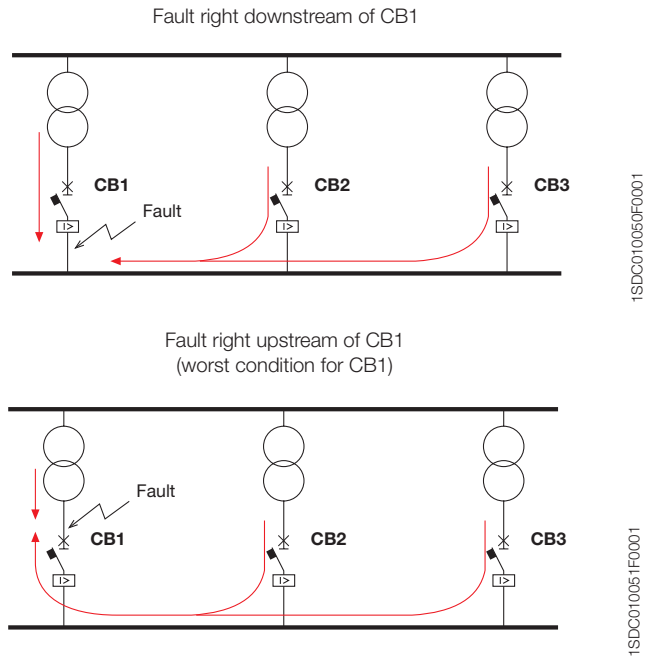 Fault right downstream of CB1
CB1
CB2
CB3
Fault
I>
I>
I>
1SDC010050F0001
Fault right upstream of CB1
(worst condition for CB1)
Fault
CB1
CB2
CB3
I>
I>
I>
1SDC010051F0001